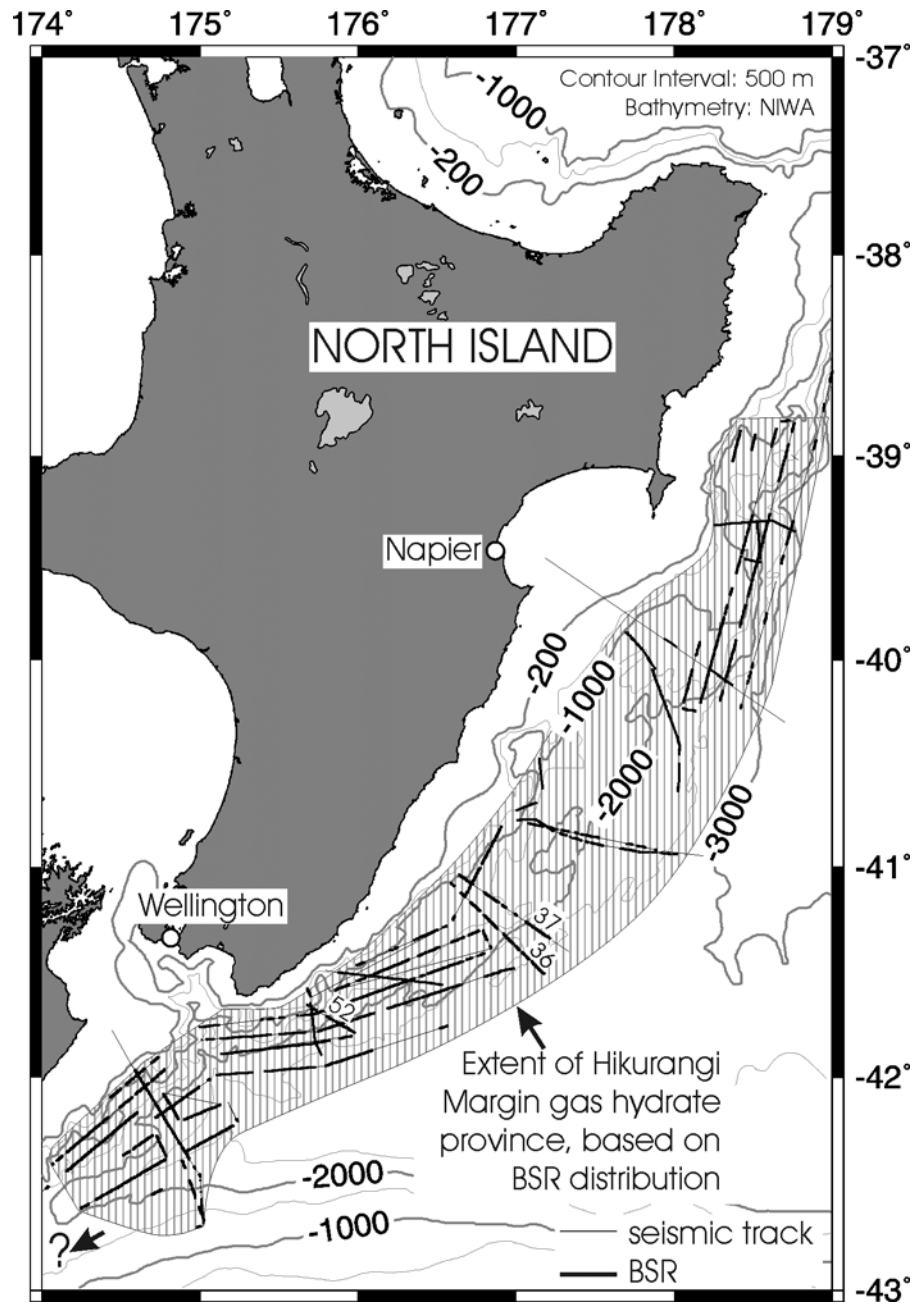 174° 175° 176° 177° 178° 179°
-37°
Contour Interval: 500 m
Bathymetry: NIWA
-1000
-200
-38°
NORTH ISLAND
-39°
Napier
-200
-1000
-40°
-2000
-3000
-41°
Wellington
37
36
52
Extent of Hikurangi
Margin gas hydrate
province, based on
BSR distribution
-42°
-2000
-1000
?
seismic track
BSR
-43°